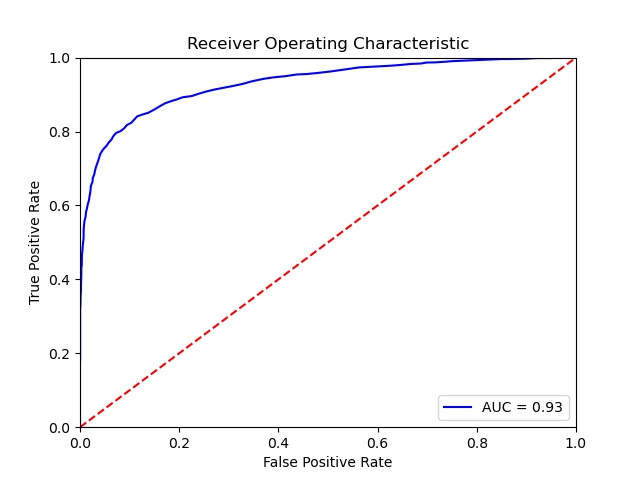 Receiver Operating Characteristic
1.0
0.8
0.6
0.4
0.2
0.0
True Positive Rate
AUC = 0.93
0.0 0.2 0.4 0.6 0.8 1.0
False Positive Rate